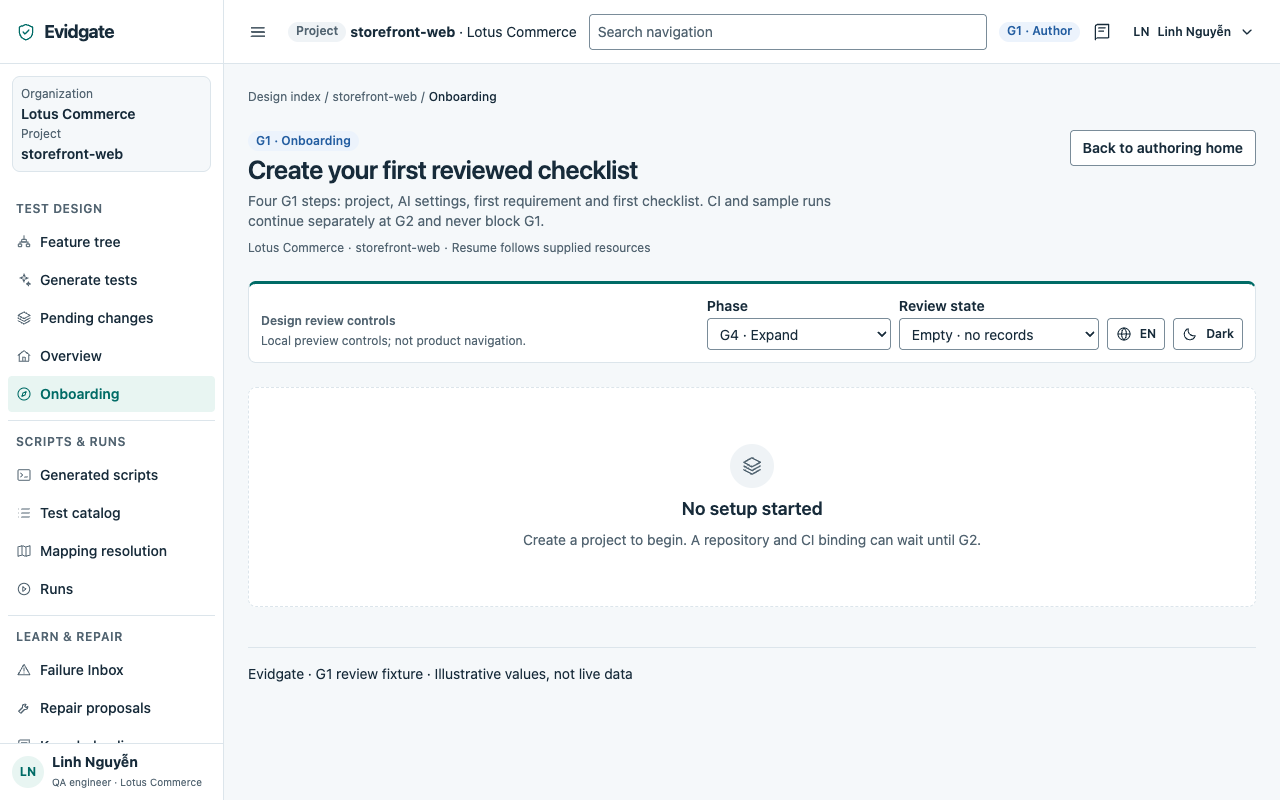 Evidgate
Project storefront-web · Lotus Commerce
Search navigation
G1 · Author
LN Linh Nguyễn
Organization
Lotus Commerce
Project
storefront-web
TEST DESIGN
Feature tree
Generate tests
Pending changes
Overview
Onboarding
SCRIPTS & RUNS
Generated scripts
Test catalog
Mapping resolution
Runs
LEARN & REPAIR
Failure Inbox
Repair proposals
LN
Linh Nguyễn
QA engineer · Lotus Commerce
Design index / storefront-web / Onboarding
G1 · Onboarding
Create your first reviewed checklist
Four G1 steps: project, AI settings, first requirement and first checklist. CI and sample runs
continue separately at G2 and never block G1.
Lotus Commerce · storefront-web · Resume follows supplied resources
Back to authoring home
Design review controls
Local preview controls; not product navigation.
Phase
G4 · Expand
Review state
Empty · no records
EN
Dark
No setup started
Create a project to begin. A repository and CI binding can wait until G2.
Evidgate · G1 review fixture · Illustrative values, not live data